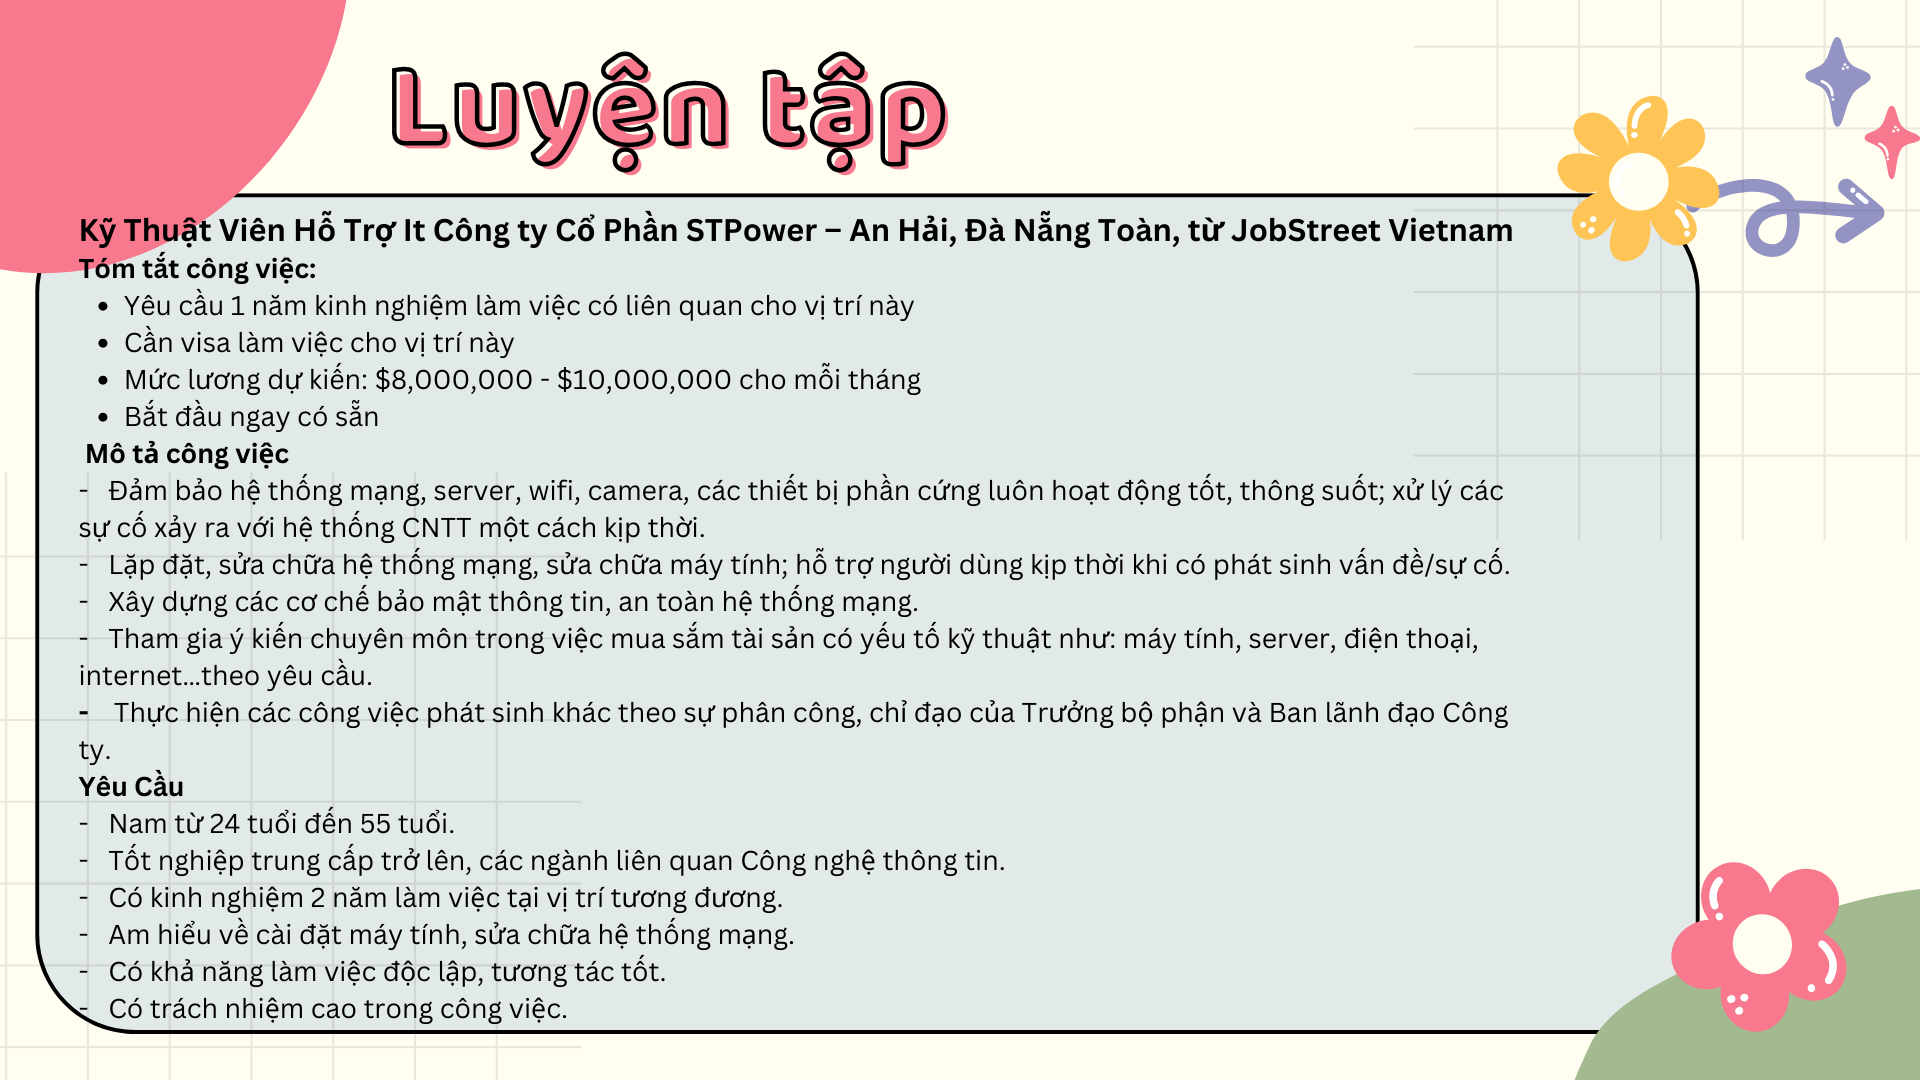 Luyện tập
Kỹ Thuật Viên Hỗ Trợ It Công ty Cổ Phần STPower – An Hải, Đà Nẵng Toàn, từ JobStreet Vietnam
Tóm tắt công việc:
• Yêu cầu 1 năm kinh nghiệm làm việc có liên quan cho vị trí này
• Cần visa làm việc cho vị trí này
• Mức lương dự kiến: $8,000,000 - $10,000,000 cho mỗi tháng
• Bắt đầu ngay có sẵn
Mô tả công việc
- Đảm bảo hệ thống mạng, server, wifi, camera, các thiết bị phần cứng luôn hoạt động tốt, thông suốt; xử lý các
sự cố xảy ra với hệ thống CNTT một cách kịp thời.
- Lặp đặt, sửa chữa hệ thống mạng, sửa chữa máy tính; hỗ trợ người dùng kịp thời khi có phát sinh vấn đề/sự cố.
- Xây dựng các cơ chế bảo mật thông tin, an toàn hệ thống mạng.
- Tham gia ý kiến chuyên môn trong việc mua sắm tài sản có yếu tố kỹ thuật như: máy tính, server, điện thoại,
internet...theo yêu cầu.
- Thực hiện các công việc phát sinh khác theo sự phân công, chỉ đạo của Trưởng bộ phận và Ban lãnh đạo Công
ty.
Yêu Cầu
- Nam từ 24 tuổi đến 55 tuổi.
- Tốt nghiệp trung cấp trở lên, các ngành liên quan Công nghệ thông tin.
- Có kinh nghiệm 2 năm làm việc tại vị trí tương đương.
- Am hiểu về cài đặt máy tính, sửa chữa hệ thống mạng.
- Có khả năng làm việc độc lập, tương tác tốt.
- Có trách nhiệm cao trong công việc.